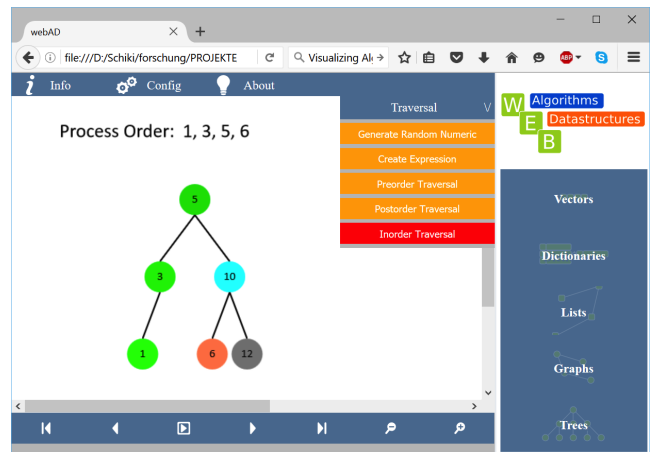 webAD
file:///D:/Schiki/forschung/PROJEKTE
Visualizing Alg
ABP
Info
Config
About
Process Order: 1, 3, 5, 6
5
3
10
1
6
12
Traversal
Generate Random Numeric
Create Expression
Preorder Traversal
Postorder Traversal
Inorder Traversal
W Algorithms
E Datastructures
B
Vectors
Dictionaries
Lists
Graphs
Trees